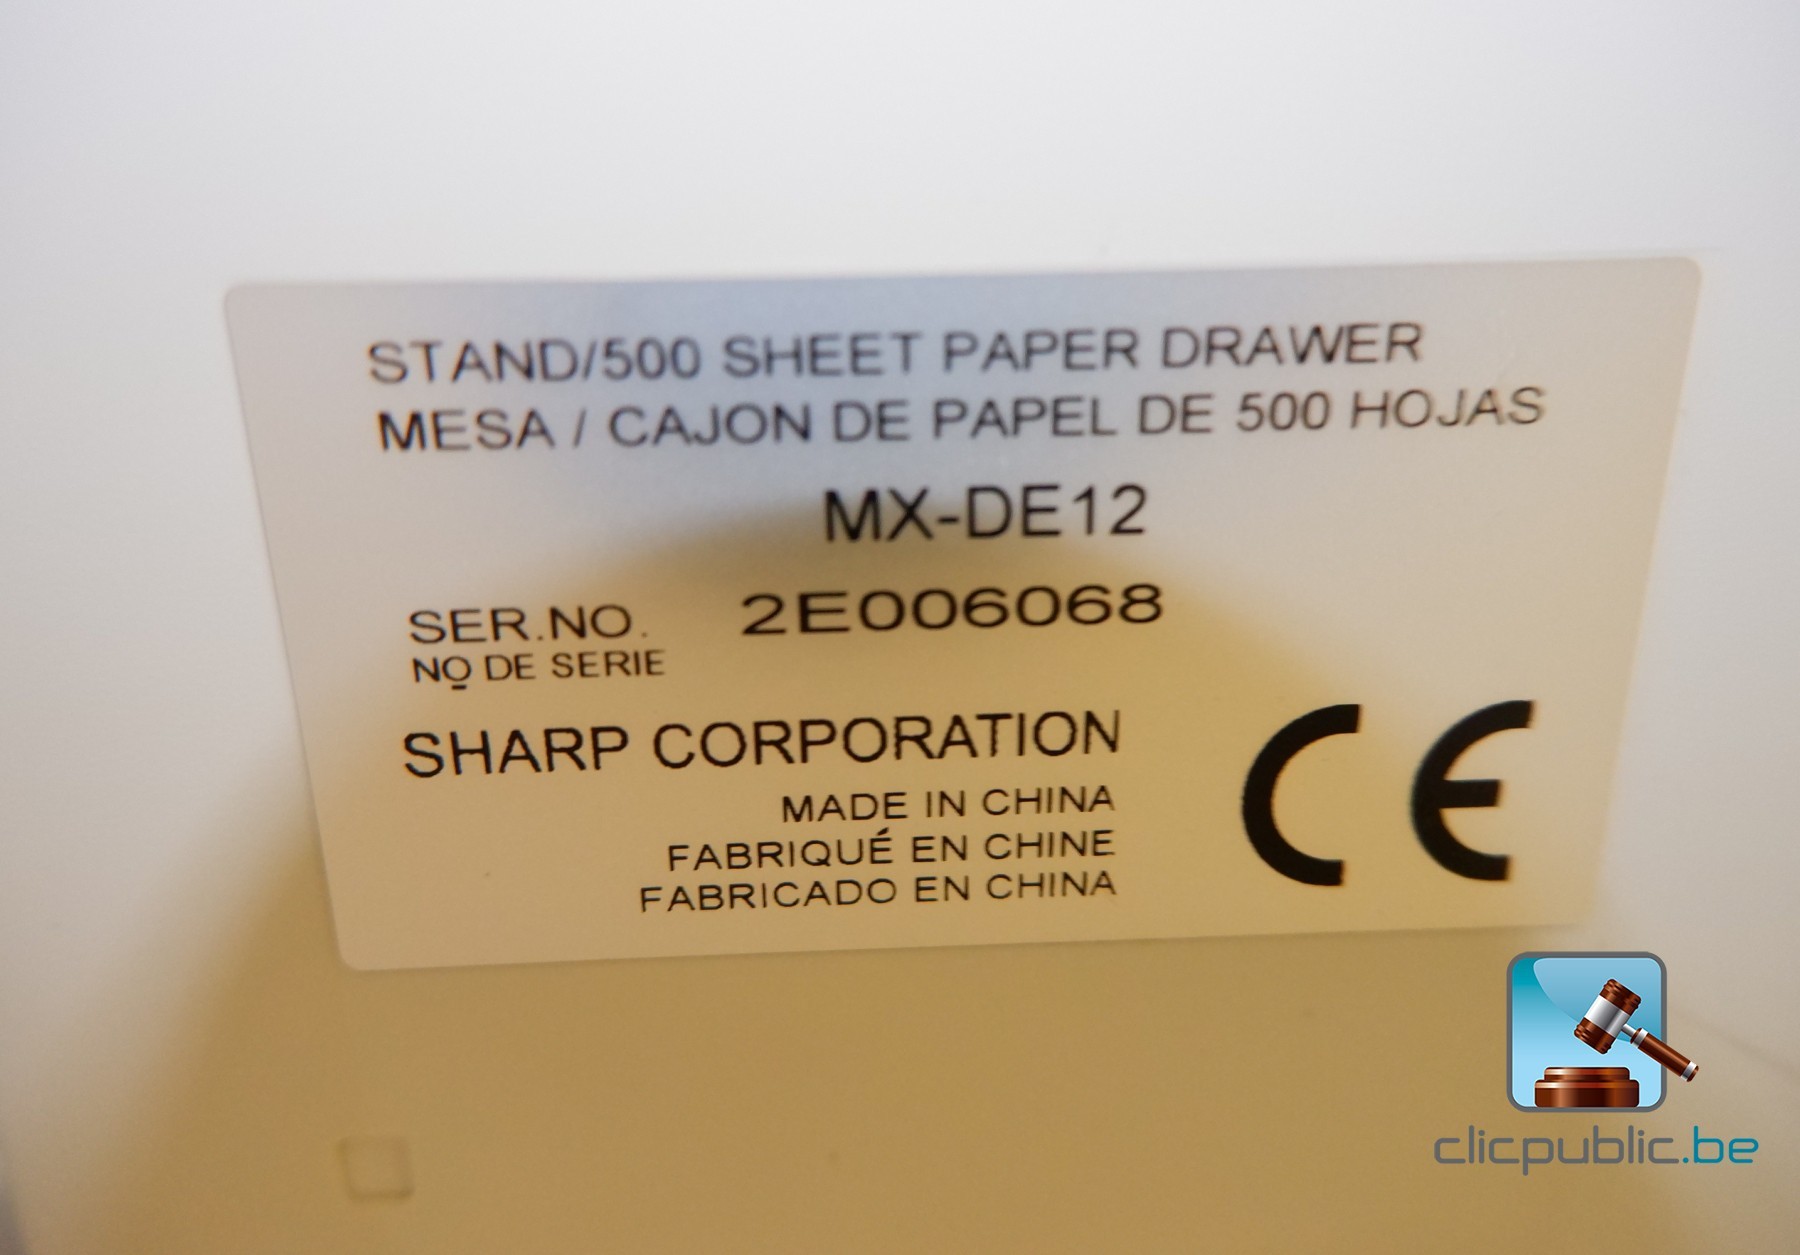 STAND/500 SHEET PAPER DRAWER
MESA / CAJON DE PAPEL DE 500 HOJAS
MX-DE12
SER.NO. 2E006068
Nº DE SERIE
SHARP CORPORATION
MADE IN CHINA
FABRIQUÉ EN CHINE
FABRICADO EN CHINA
CE
clicpublic.be